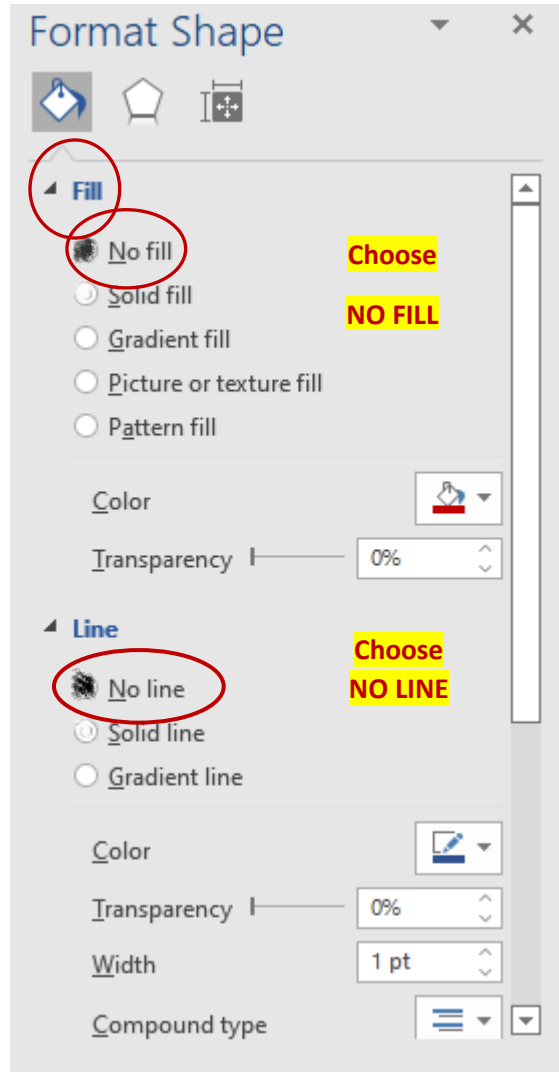 Format Shape
Fill
No fill
Choose
Solid fill
NO FILL
Gradient fill
Picture or texture fill
Pattern fill
Color
Transparency 0%
Line
Choose
No line
NO LINE
Solid line
Gradient line
Color
Transparency 0%
Width 1 pt
Compound type